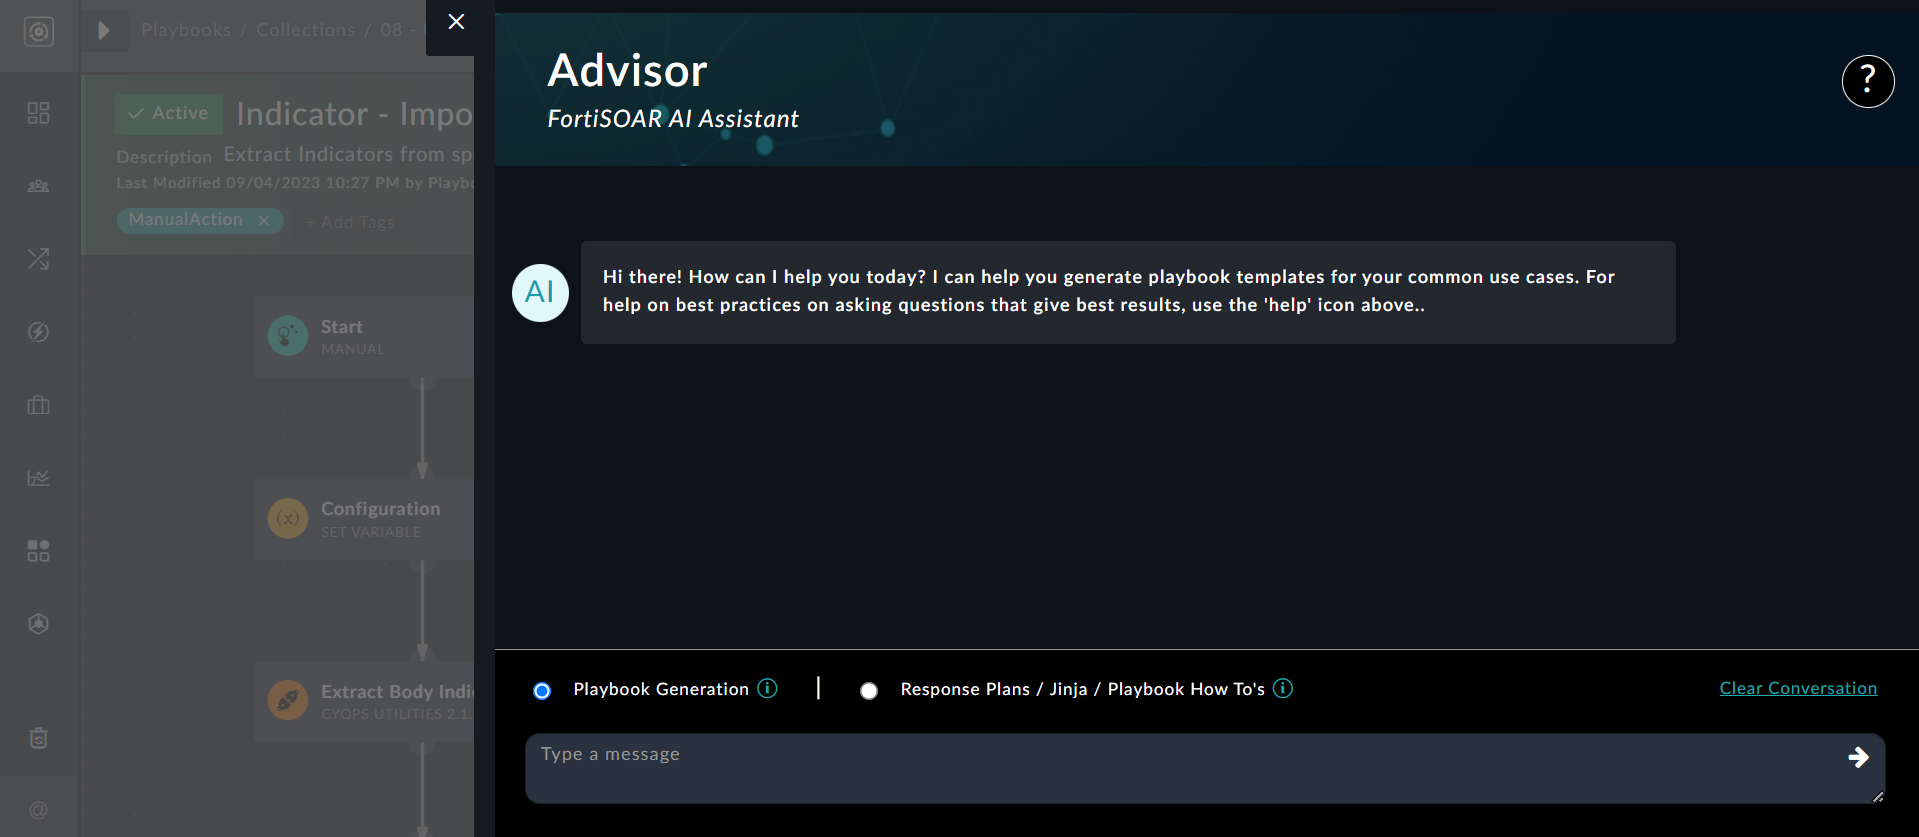 Playbooks / Collections / 08 -
Active
Indicator - Impo
Description Extract Indicators from sp
Last Modified 09/04/2023 10:27 PM by Playbo
ManualAction ×
+ Add Tags
Start
MANUAL
(x)
Configuration
SET VARIABLE
Extract Body Indi
CYOPS UTILITIES 2.1.
@
Advisor
FortiSOAR AI Assistant
?
AI
Hi there! How can I help you today? I can help you generate playbook templates for your common use cases. For
help on best practices on asking questions that give best results, use the 'help' icon above..
Playbook Generation | Response Plans / Jinja / Playbook How To's
Clear Conversation
Type a message